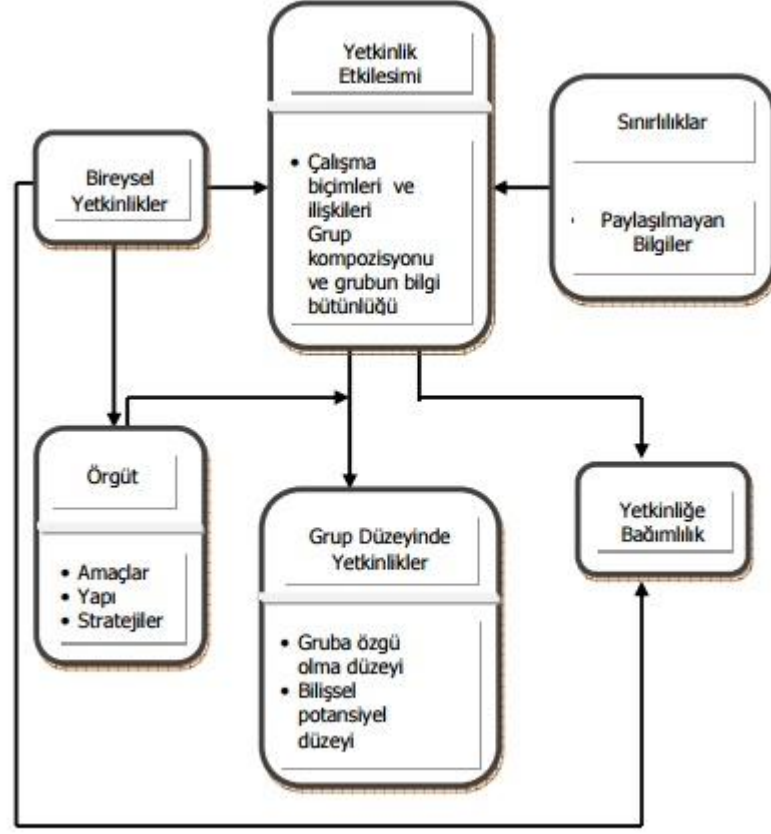 Yetkinlik
Etkilesimi
• Çalışma
biçimleri ve
ilişkileri
Grup
kompozisyonu
ve grubun bilgi
bütünlüğü
Sınırlılıklar
• Paylaşılmayan
Bilgiler
Bireysel
Yetkinlikler
Örgüt
• Amaçlar
• Yapı
• Stratejiler
Grup Düzeyinde
Yetkinlikler
• Gruba özgü
olma düzeyi
• Bilişsel
potansiyel
düzeyi
Yetkinliğe
Bağımlılık